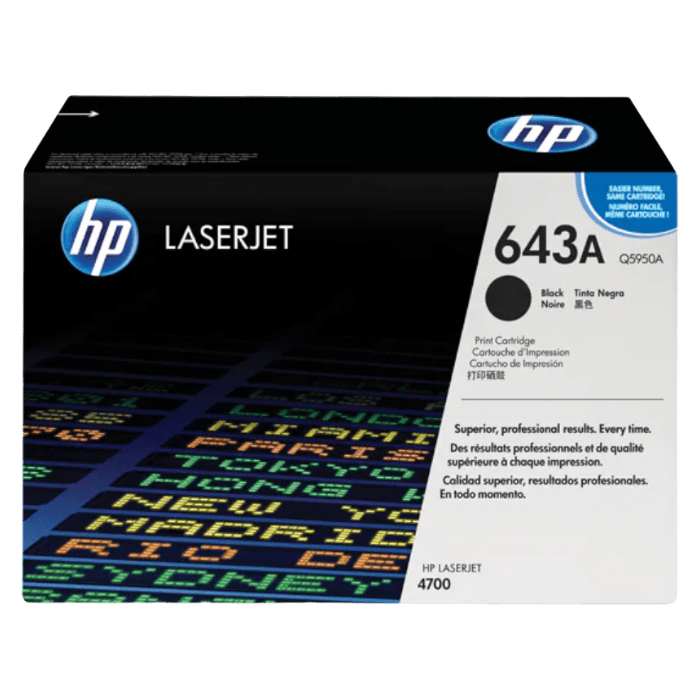 hp
hp
LASERJET
EASIER NUMBER,
SAME CARTRIDGE!
NUMÉRO FACILE,
MÊME CARTOUCHE !
643A Q5950A
Black Tinta Negra
Noire 黑色
Print Cartridge
Cartouche d'Impression
Cartucho de Impresión
打印硒鼓
Superior, professional results. Every time.
Des résultats professionnels et de qualité
supérieure à chaque impression.
Calidad superior, resultados profesionales.
En todo momento.
HP LASERJET
4700
LONDO
MIAMI
PARIS
TOKYO
HONG K
NEW YO
MADRID
RIO DE
SYDNEY